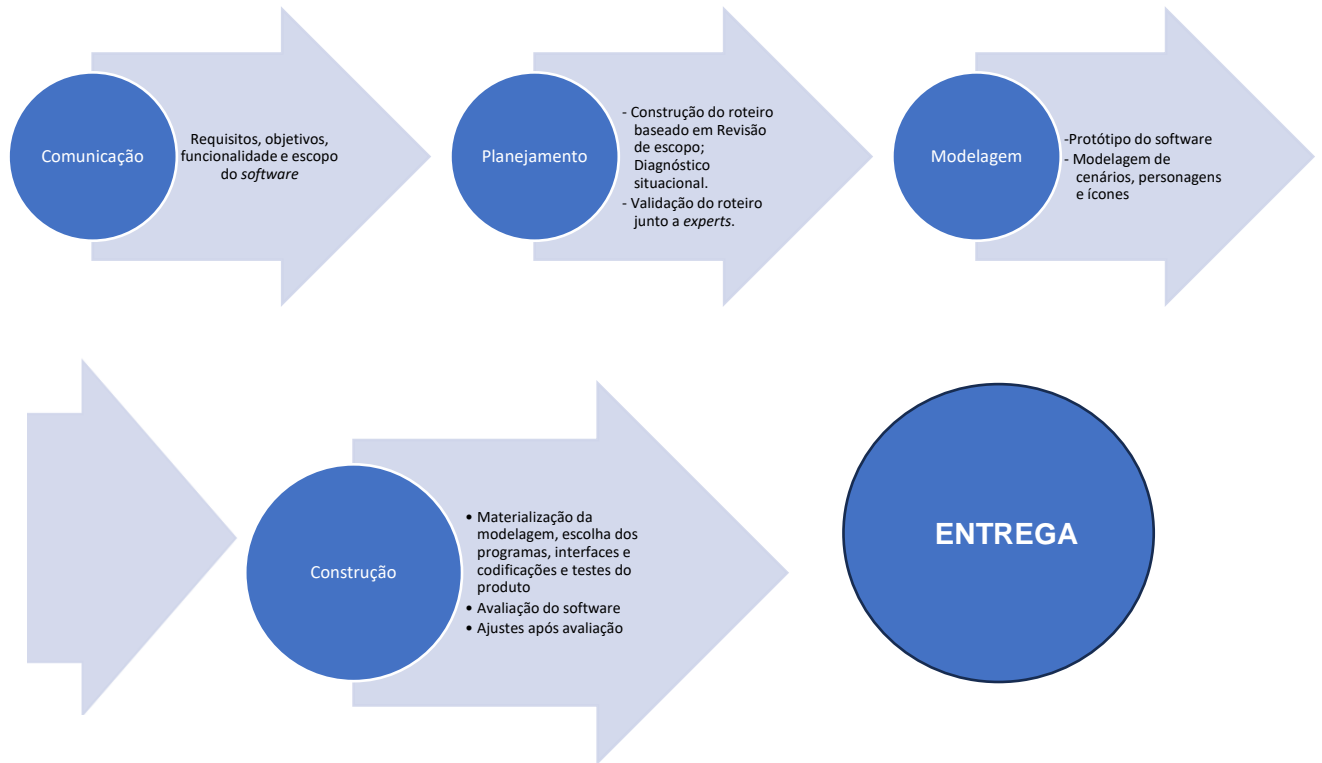 Comunicação
Requisitos, objetivos,
funcionalidade e escopo
do software
Planejamento
- Construção do roteiro
baseado em Revisão
de escopo;
Diagnóstico
situacional.
- Validação do roteiro
junto a experts.
Modelagem
-Protótipo do software
- Modelagem de
cenários, personagens
e ícones
Construção
• Materialização da
modelagem, escolha dos
programas, interfaces e
codificações e testes do
produto
• Avaliação do software
• Ajustes após avaliação
ENTREGA